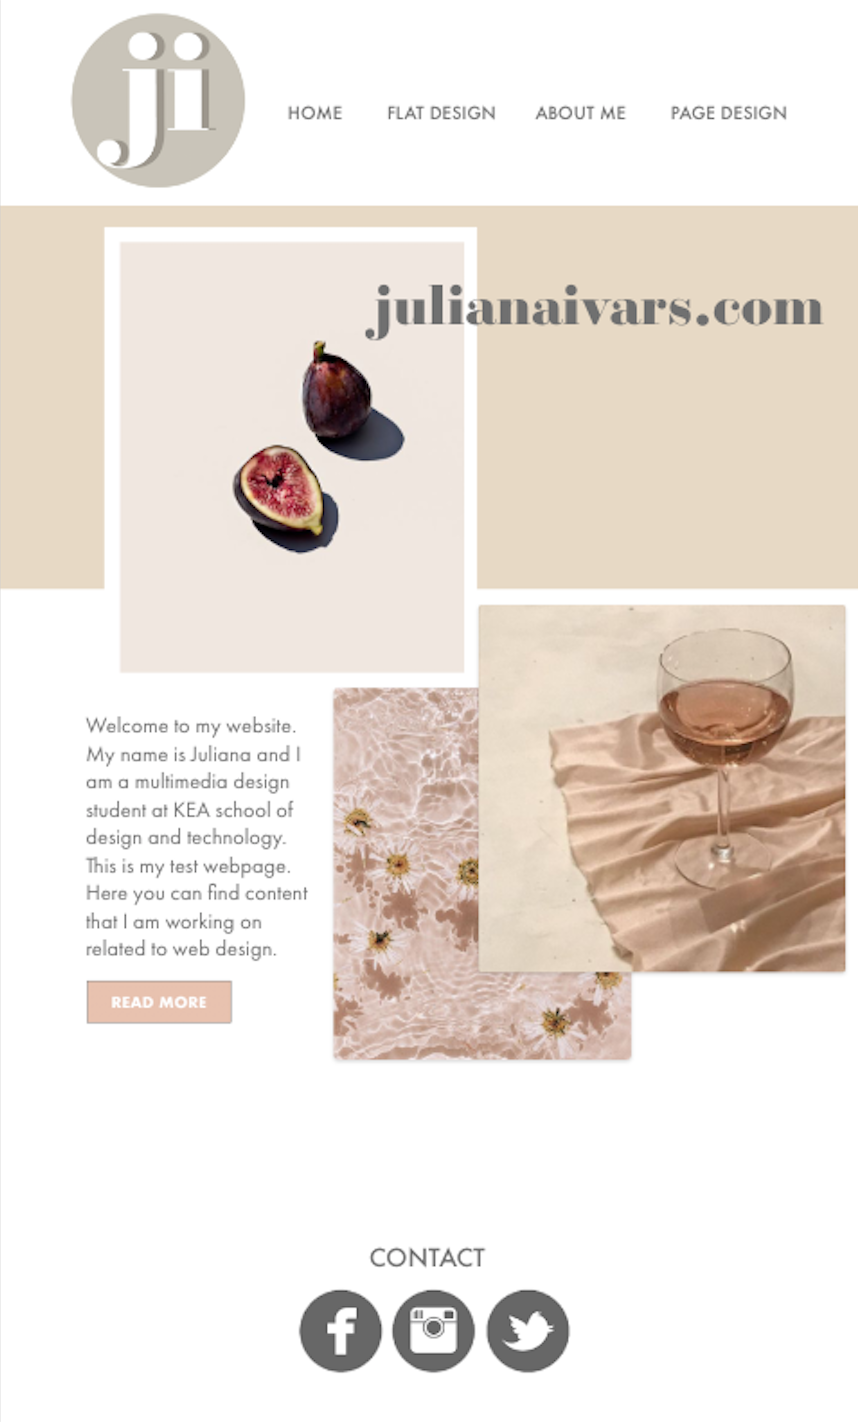 ji
HOME FLAT DESIGN ABOUT ME PAGE DESIGN
julianaivars.com
Welcome to my website.
My name is Juliana and I
am a multimedia design
student at KEA school of
design and technology.
This is my test webpage.
Here you can find content
that I am working on
related to web design.
READ MORE
CONTACT